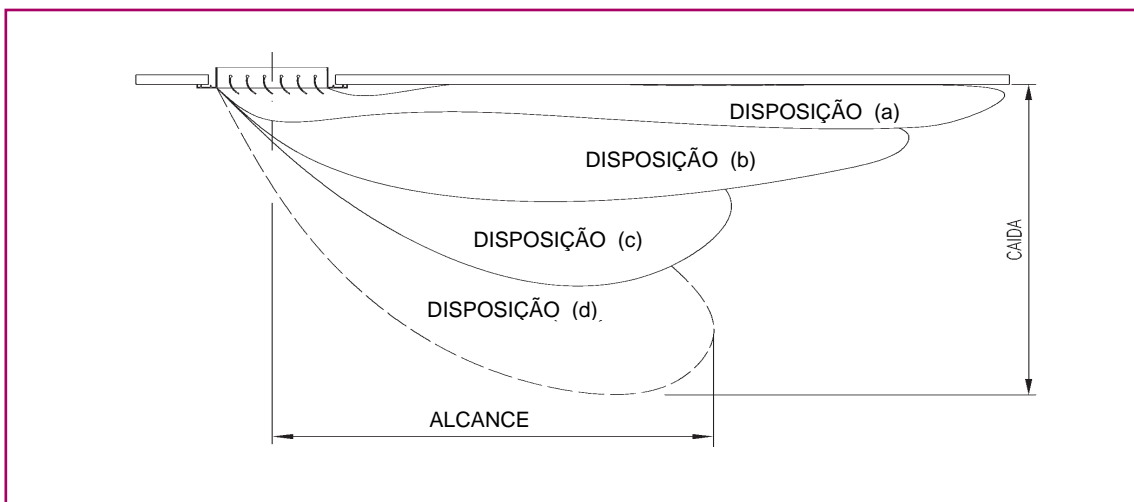 DISPOSIÇÃO (a)
DISPOSIÇÃO (b)
DISPOSIÇÃO (c)
DISPOSIÇÃO (d)
CAIDA
ALCANCE